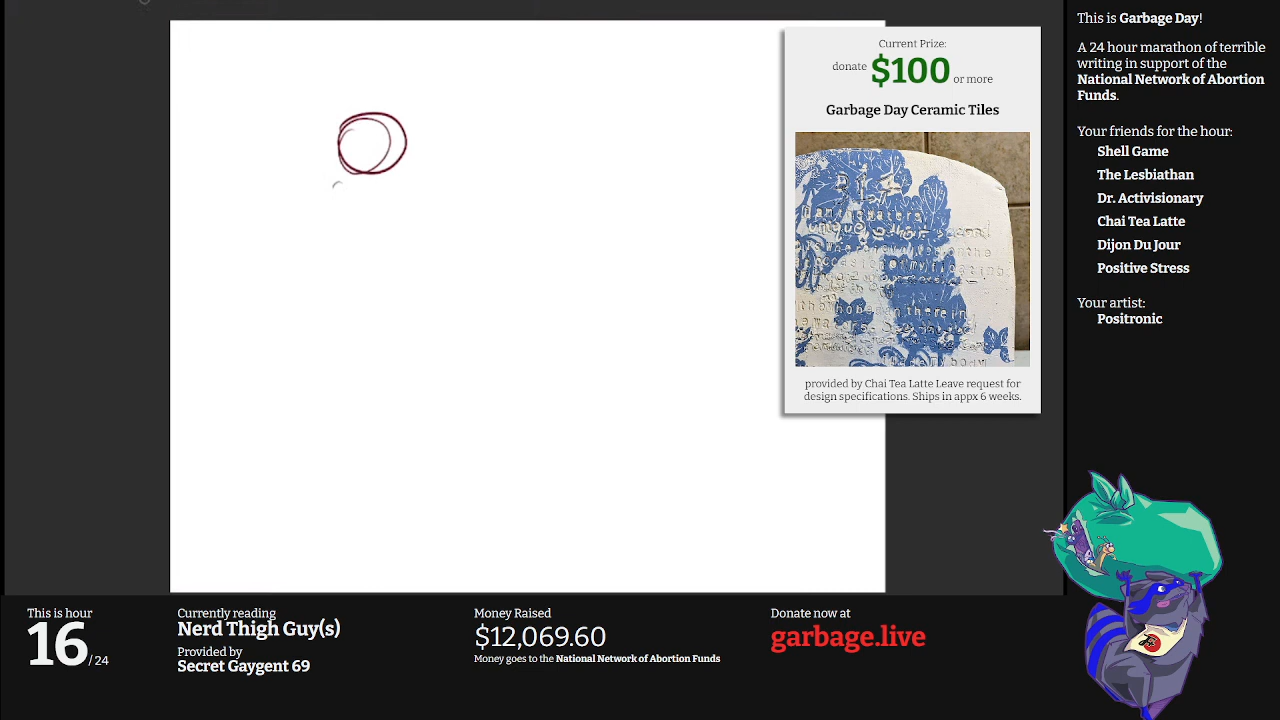 Current Prize:
donate $100 or more
Garbage Day Ceramic Tiles
provided by Chai Tea Latte Leave request for
design specifications. Ships in appx 6 weeks.
This is Garbage Day!
A 24 hour marathon of terrible
writing in support of the
National Network of Abortion
Funds.
Your friends for the hour:
Shell Game
The Lesbiathan
Dr. Activisionary
Chai Tea Latte
Dijon Du Jour
Positive Stress
Your artist:
Positronic
This is hour
16/24
Currently reading
Nerd Thigh Guy(s)
Provided by
Secret Gaygent 69
Money Raised
$12,069.60
Money goes to the National Network of Abortion Funds
Donate now at
garbage.live